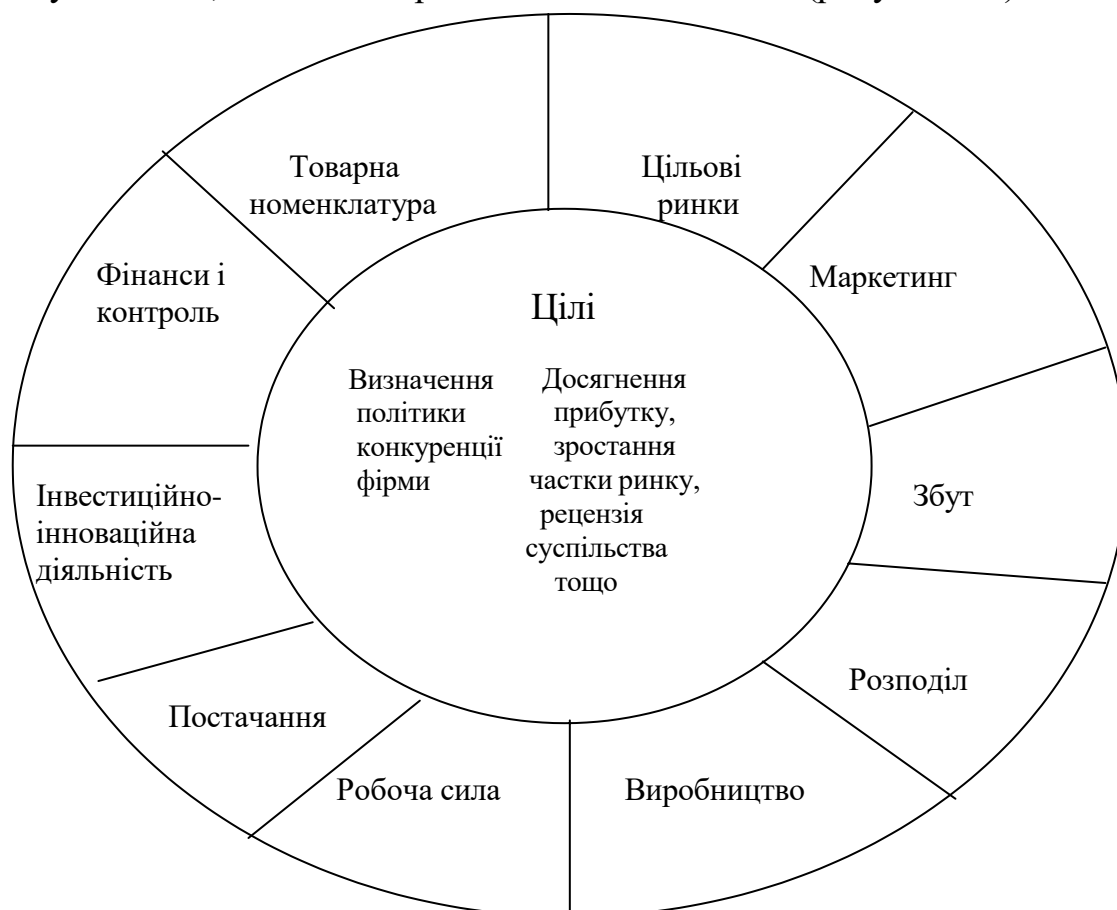 Товарна
номенклатура
Цільові
ринки
Маркетинг
Збут
Розподіл
Виробництво
Робоча сила
Постачання
Інвестиційно-
інноваційна
діяльність
Фінанси і
контроль
Цілі
Визначення
політики
конкуренції
фірми
Досягнення
прибутку,
зростання
частки ринку,
рецензія
суспільства
тощо